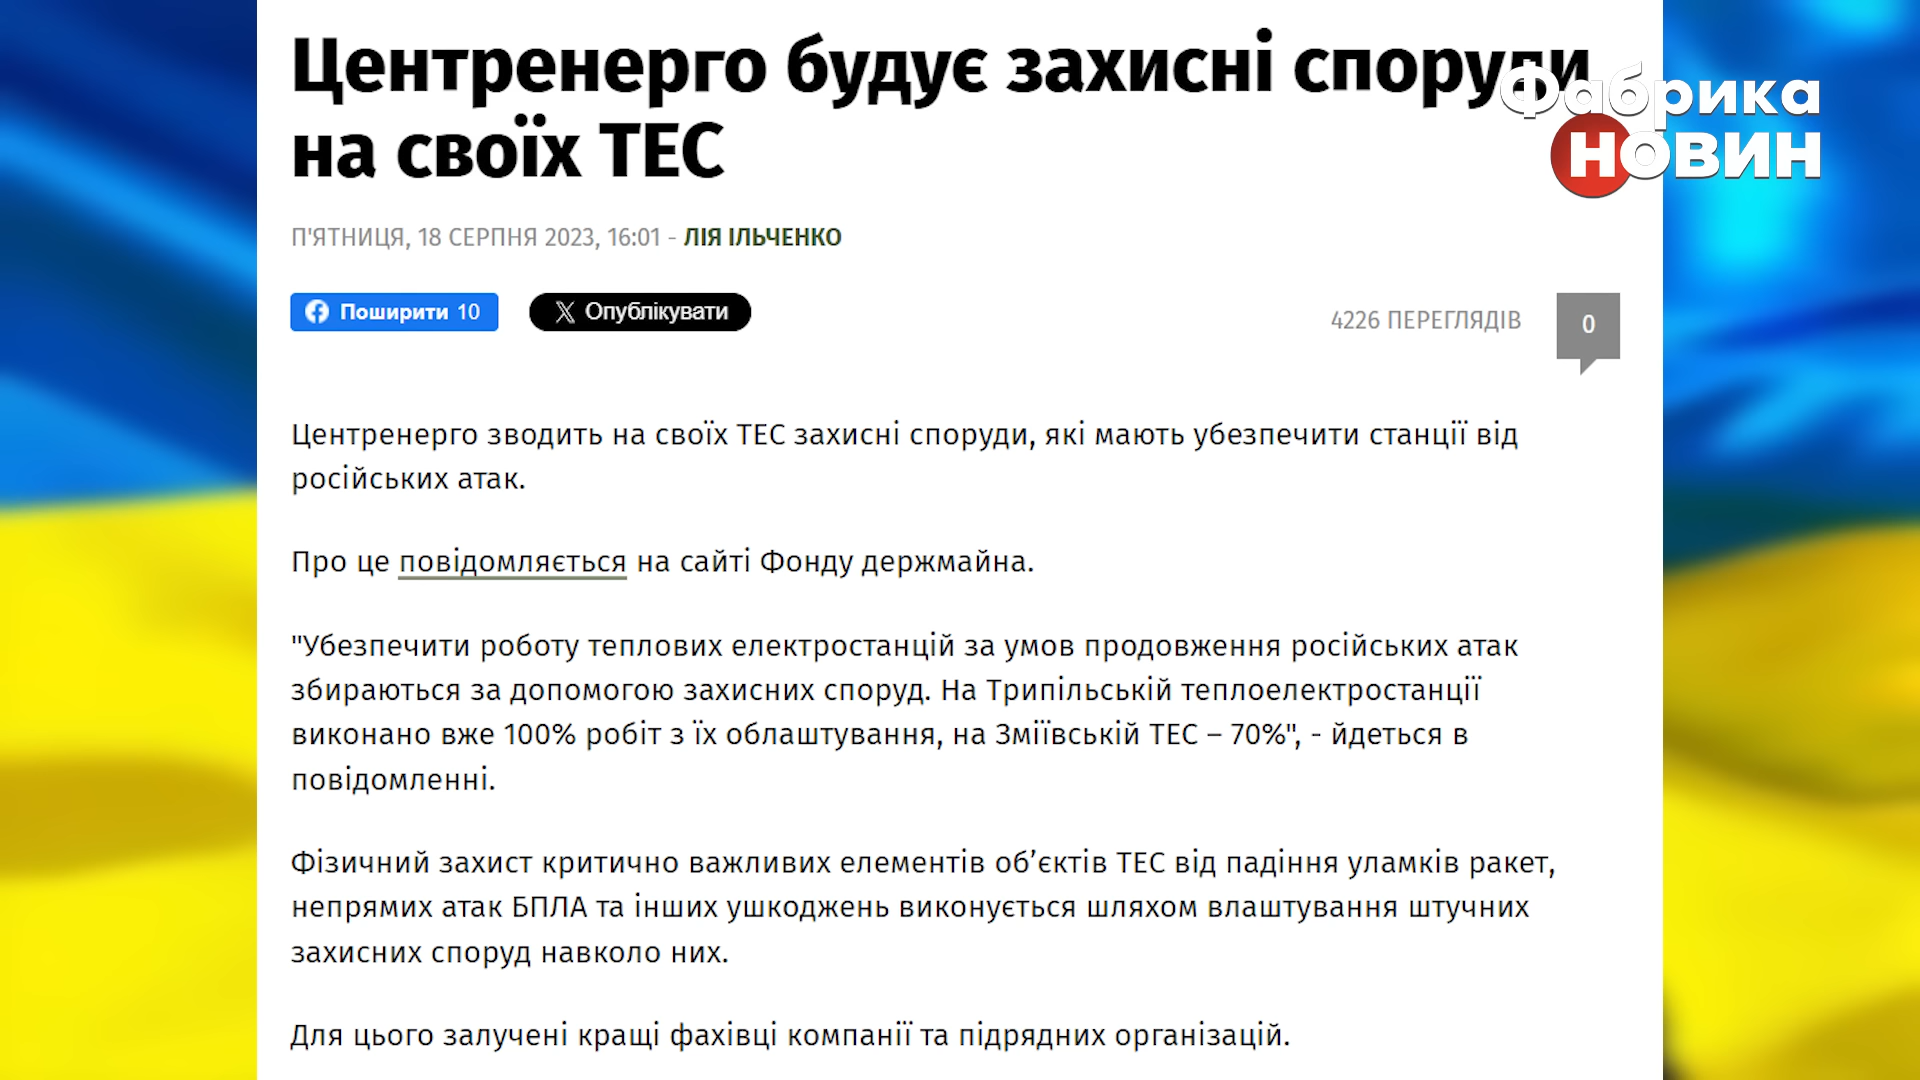 Центренерго будує захисні споруди
на своїх ТЕС
Фабрика
новин
П'ЯТНИЦЯ, 18 СЕРПНЯ 2023, 16:01 - ЛІЯ ІЛЬЧЕНКО
Поширити 10
Опублікувати
4226 ПЕРЕГЛЯДІВ
0
Центренерго зводить на своїх ТЕС захисні споруди, які мають убезпечити станції від
російських атак.
Про це повідомляється на сайті Фонду держмайна.
"Убезпечити роботу теплових електростанцій за умов продовження російських атак
збираються за допомогою захисних споруд. На Трипільській теплоелектростанції
виконано вже 100% робіт з їх облаштування, на Зміївській ТЕС – 70%", - йдеться в
повідомленні.
Фізичний захист критично важливих елементів об’єктів ТЕС від падіння уламків ракет,
непрямих атак БПЛА та інших ушкоджень виконується шляхом влаштування штучних
захисних споруд навколо них.
Для цього залучені кращі фахівці компанії та підрядних організацій.